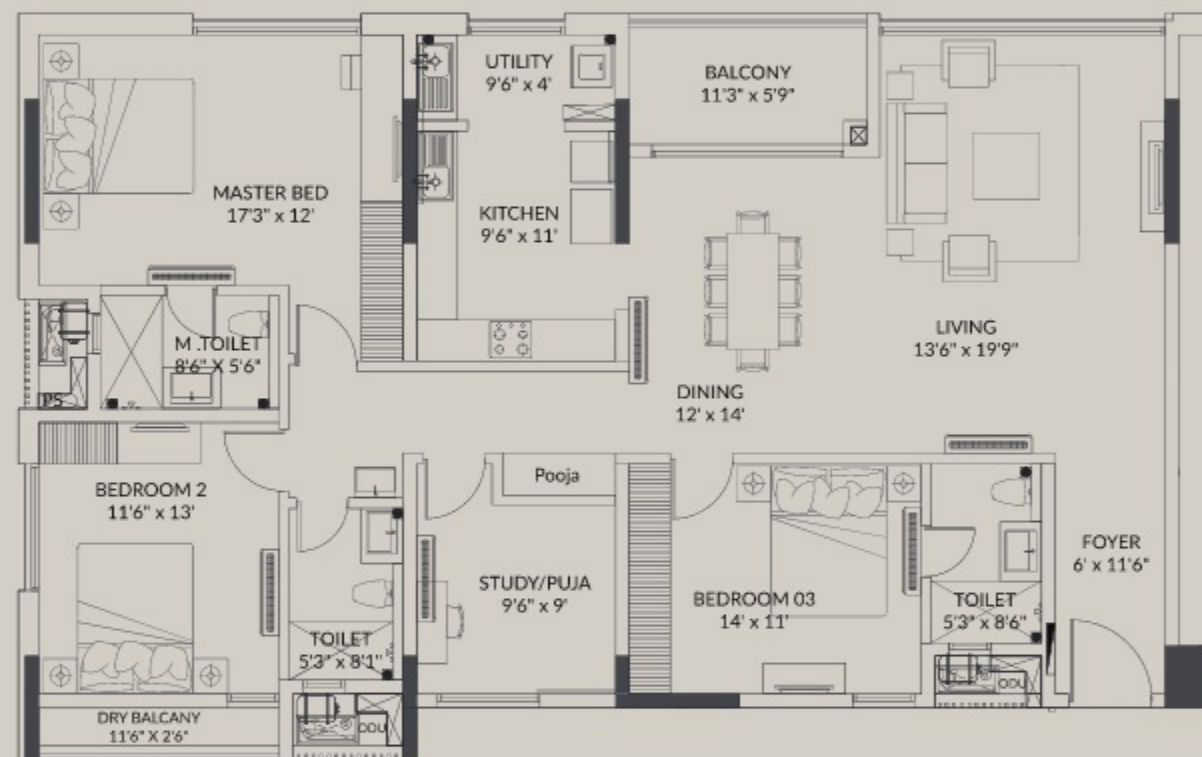 UTILITY
9'6" x 4'
BALCONY
11'3" x 5'9"
MASTER BED
17'3" x 12'
KITCHEN
9'6" x 11'
LIVING
13'6" x 19'9"
M .TOILET
8'6" X 5'6"
PS
DINING
12' x 14'
BEDROOM 2
11'6" x 13'
Pooja
FOYER
6' x 11'6"
STUDY/PUJA
9'6" x 9'
BEDROOM 03
14' x 11'
TOILET
5'3" x 8'6"
TOILET
5'3" x 8'1"
ODU
DRY BALCANY
11'6" X 2'6"
ODU